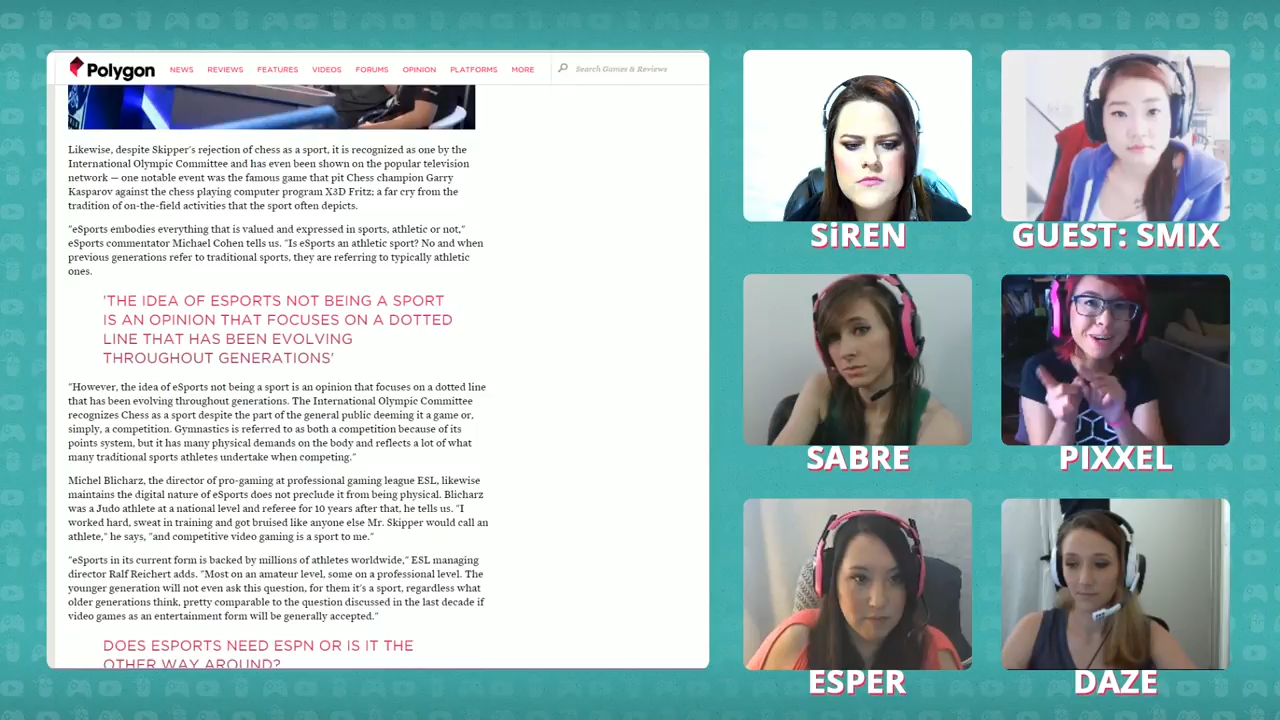 Polygon
NEWS REVIEWS FEATURES VIDEOS FORUMS OPINION PLATFORMS MORE Search Games & Reviews
Likewise, despite Skipper's rejection of chess as a sport, it is recognized as one by the
International Olympic Committee and has even been shown on the popular television
network — one notable event was the famous game that pit Chess champion Garry
Kasparov against the chess playing computer program X3D Fritz; a far cry from the
tradition of on-the-field activities that the sport often depicts.
"eSports embodies everything that is valued and expressed in sports, athletic or not,"
eSports commentator Michael Cohen tells us. "Is eSports an athletic sport? No and when
previous generations refer to traditional sports, they are referring to typically athletic
ones.
'THE IDEA OF ESPORTS NOT BEING A SPORT
IS AN OPINION THAT FOCUSES ON A DOTTED
LINE THAT HAS BEEN EVOLVING
THROUGHOUT GENERATIONS'
"However, the idea of eSports not being a sport is an opinion that focuses on a dotted line
that has been evolving throughout generations. The International Olympic Committee
recognizes Chess as a sport despite the part of the general public deeming it a game or,
simply, a competition. Gymnastics is referred to as both a competition because of its
points system, but it has many physical demands on the body and reflects a lot of what
many traditional sports athletes undertake when competing."
Michel Blicharz, the director of pro-gaming at professional gaming league ESL, likewise
maintains the digital nature of eSports does not preclude it from being physical. Blicharz
was a Judo athlete at a national level and referee for 10 years after that, he tells us. "I
worked hard, sweat in training and got bruised like anyone else Mr. Skipper would call an
athlete," he says, "and competitive video gaming is a sport to me."
"eSports in its current form is backed by millions of athletes worldwide," ESL managing
director Ralf Reichert adds. "Most on an amateur level, some on a professional level. The
younger generation will not even ask this question, for them it's a sport, regardless what
older generations think, pretty comparable to the question discussed in the last decade if
video games as an entertainment form will be generally accepted."
DOES ESPORTS NEED ESPN OR IS IT THE
OTHER WAY AROUND?
SiREN
GUEST: SMIX
SABRE
PIXXEL
ESPER
DAZE